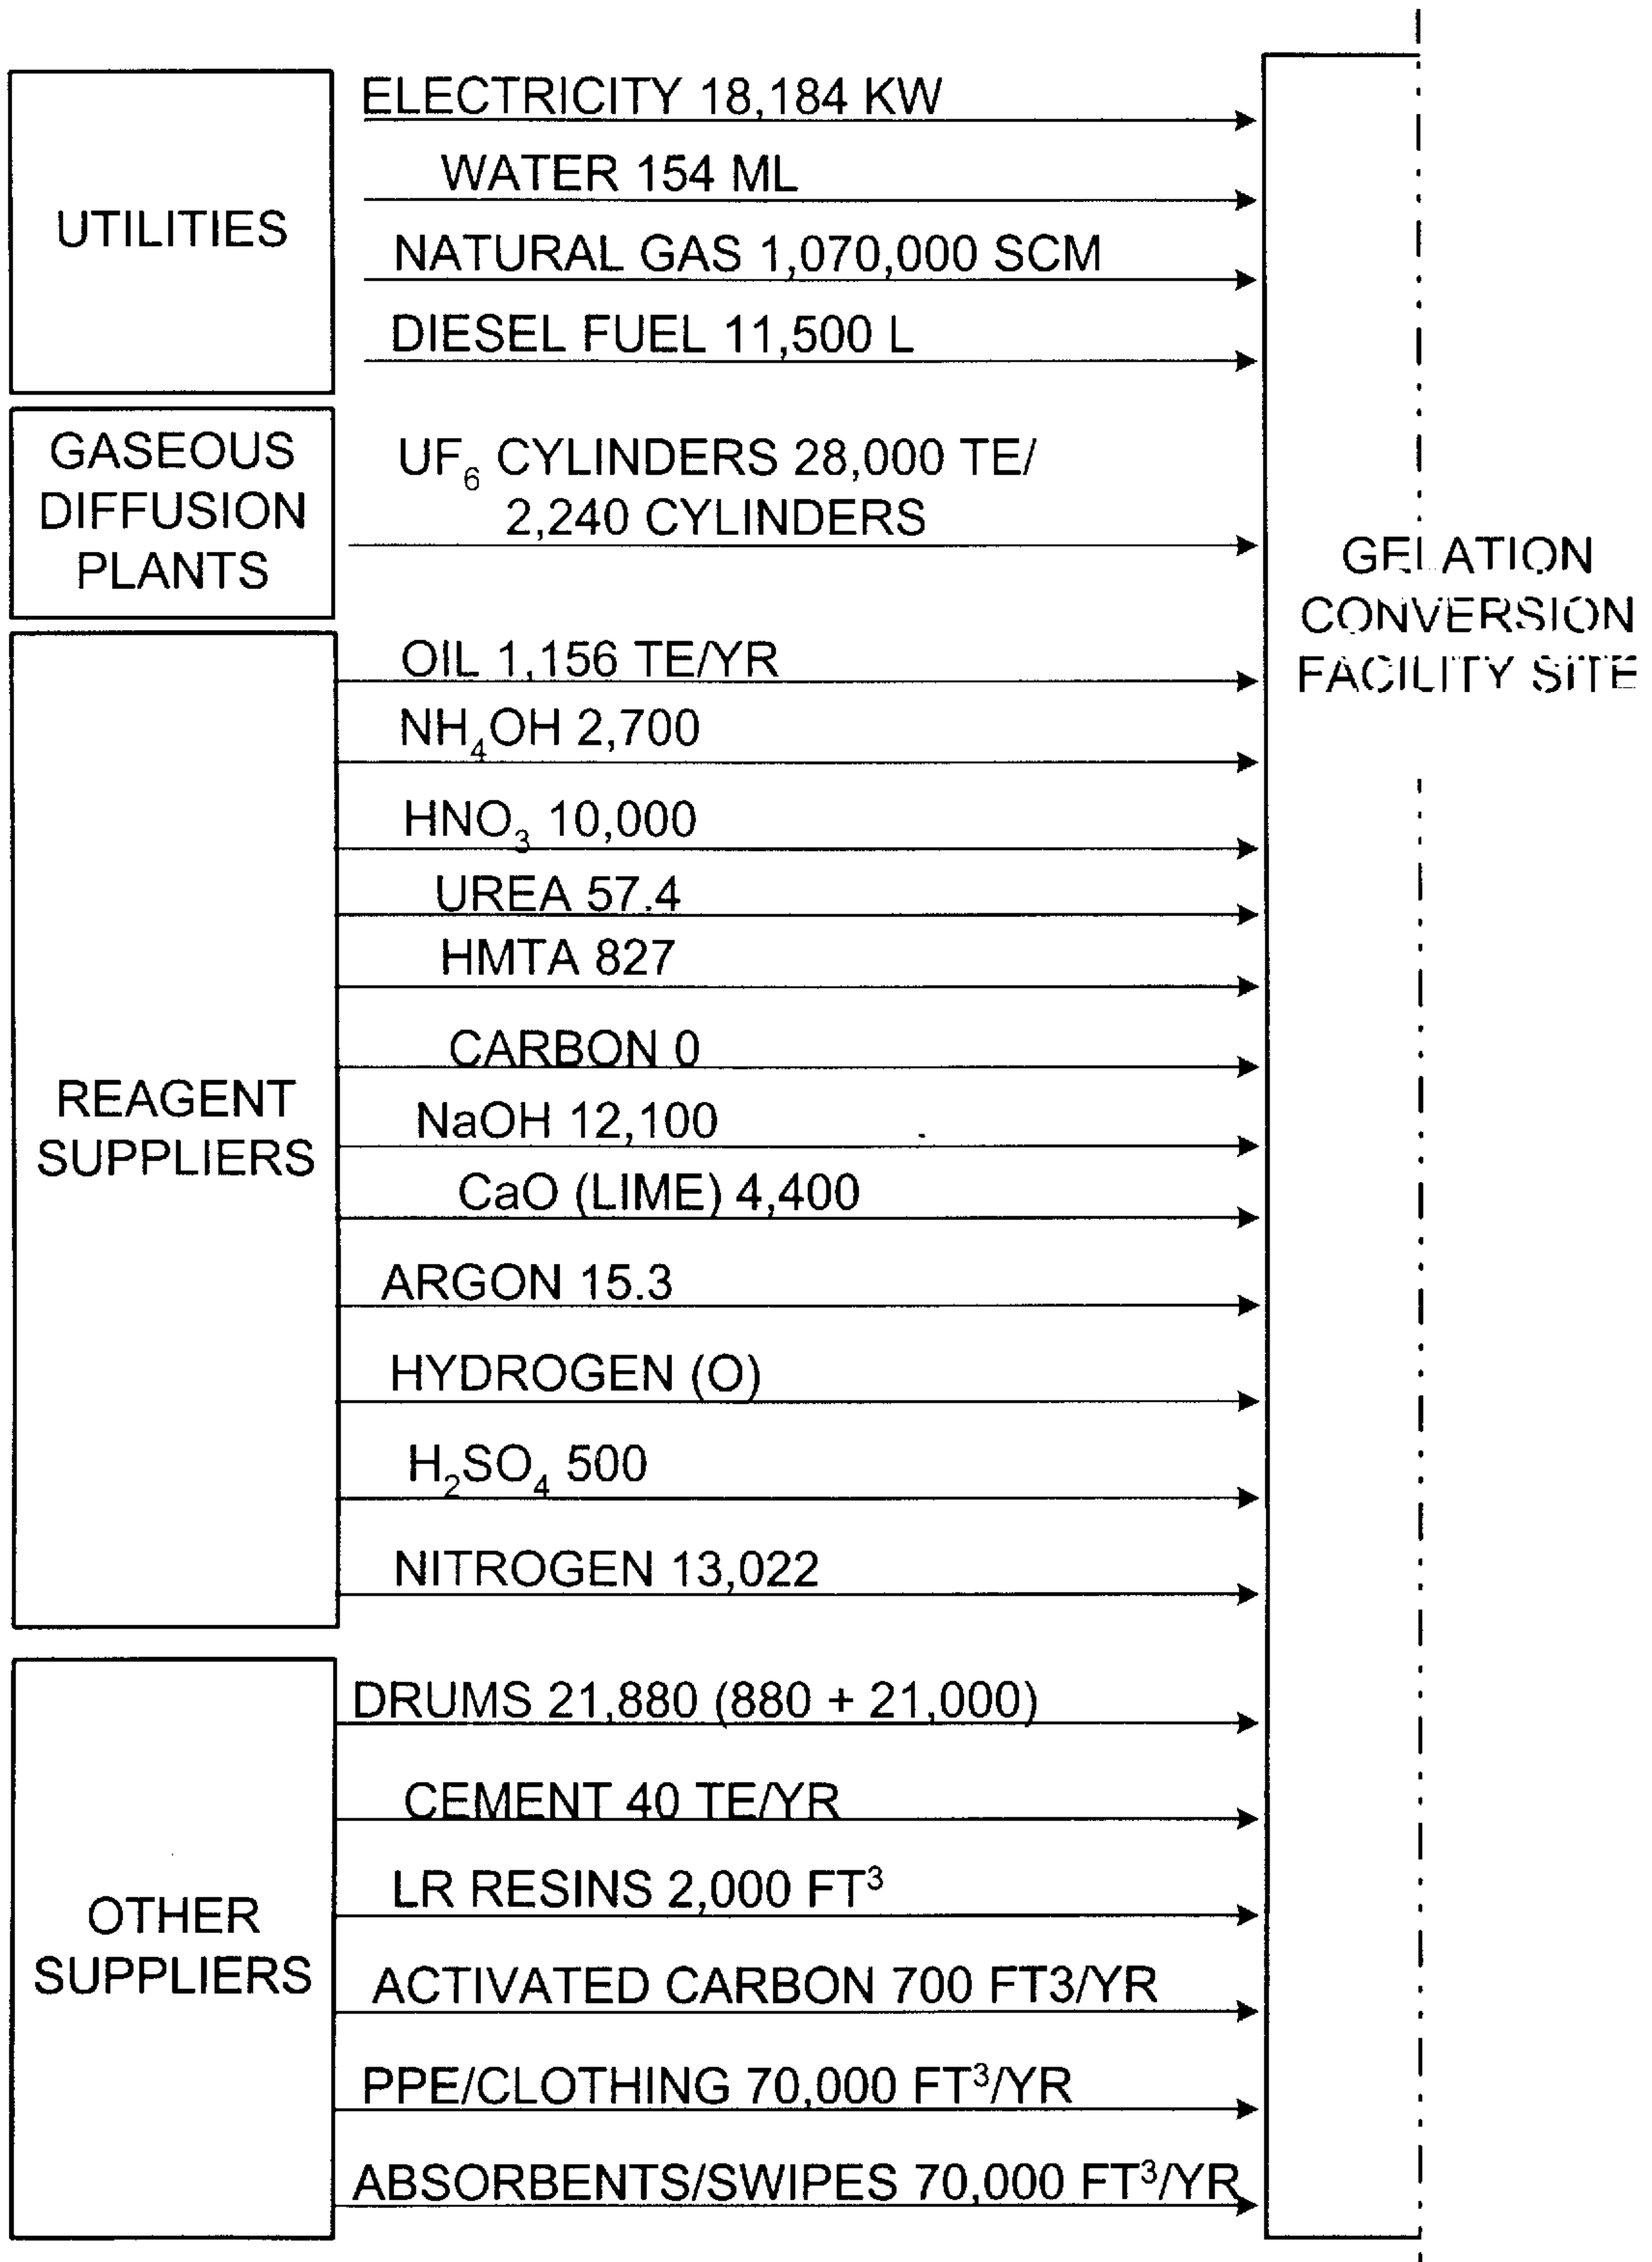 UTILITIES
ELECTRICITY 18,184 KW
WATER 154 ML
NATURAL GAS 1,070,000 SCM
DIESEL FUEL 11,500 L
GASEOUS
DIFFUSION
PLANTS
UF₆ CYLINDERS 28,000 TE/
2,240 CYLINDERS
GELATION
CONVERSION
FACILITY SITE
REAGENT
SUPPLIERS
OIL 1,156 TE/YR
NH₄OH 2,700
HNO₃ 10,000
UREA 57.4
HMTA 827
CARBON 0
NaOH 12,100
CaO (LIME) 4,400
ARGON 15.3
HYDROGEN (O)
H₂SO₄ 500
NITROGEN 13,022
OTHER
SUPPLIERS
DRUMS 21,880 (880 + 21,000)
CEMENT 40 TE/YR
LR RESINS 2,000 FT³
ACTIVATED CARBON 700 FT3/YR
PPE/CLOTHING 70,000 FT³/YR
ABSORBENTS/SWIPES 70,000 FT³/YR